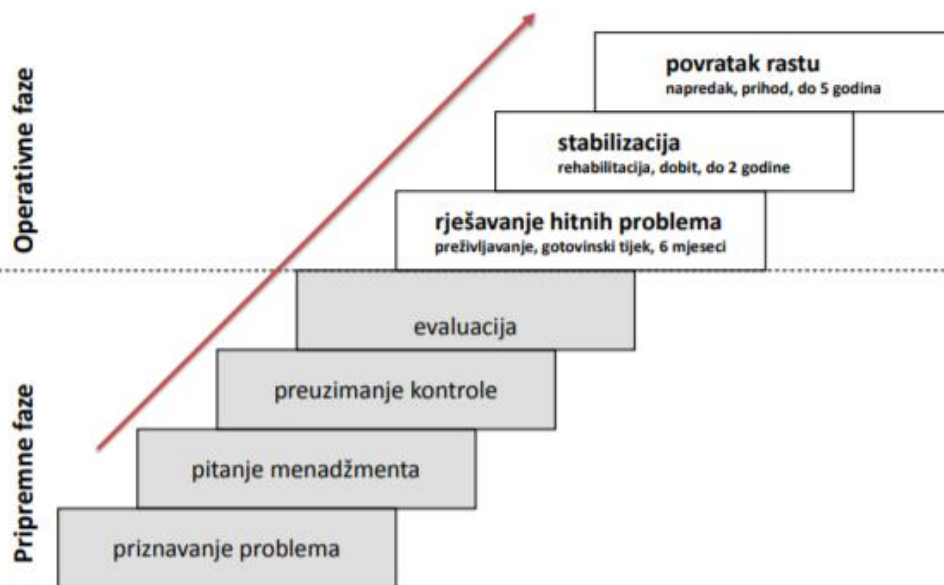 Operativne faze
povratak rastu
napredak, prihod, do 5 godina
stabilizacija
rehabilitacija, dobit, do 2 godine
rješavanje hitnih problema
preživljavanje, gotovinski tijek, 6 mjeseci
Pripremne faze
evaluacija
preuzimanje kontrole
pitanje menadžmenta
priznavanje problema